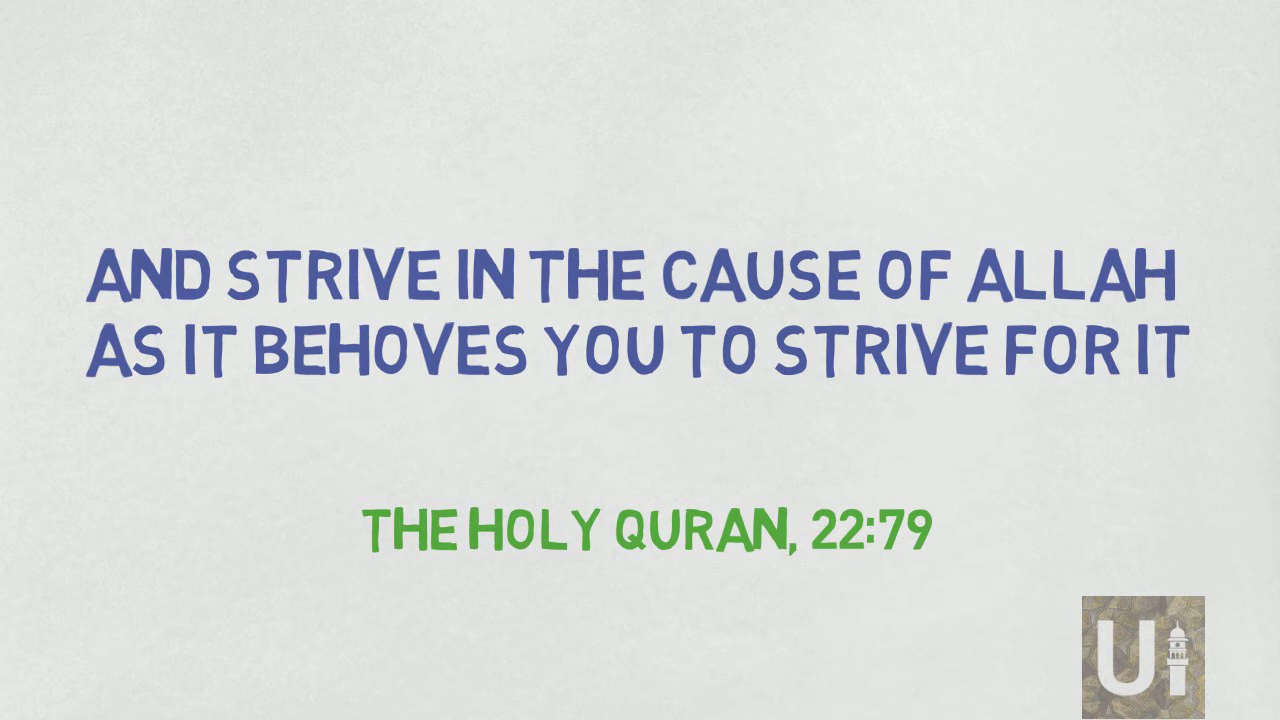 AND STRIVE IN THE CAUSE OF ALLAH
AS IT BEHOVES YOU TO STRIVE FOR IT
THE HOLY QURAN, 22:79
Ui